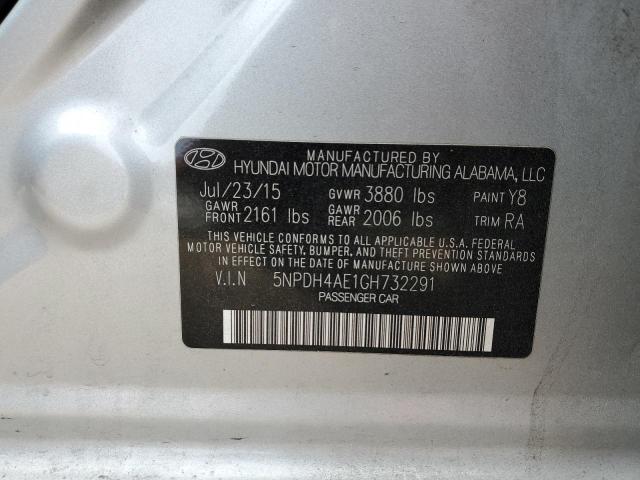 MANUFACTURED BY
HYUNDAI MOTOR MANUFACTURING ALABAMA, LLC
Jul/23/15 GVWR 3880 lbs PAINT Y8
GAWR FRONT 2161 lbs GAWR REAR 2006 lbs TRIM RA
THIS VEHICLE CONFORMS TO ALL APPLICABLE U.S.A. FEDERAL
MOTOR VEHICLE SAFETY, BUMPER, AND THEFT PREVENTION STANDARDS
IN EFFECT ON THE DATE OF MANUFACTURE SHOWN ABOVE.
V.I.N 5NPDH4AE1GH732291
PASSENGER CAR